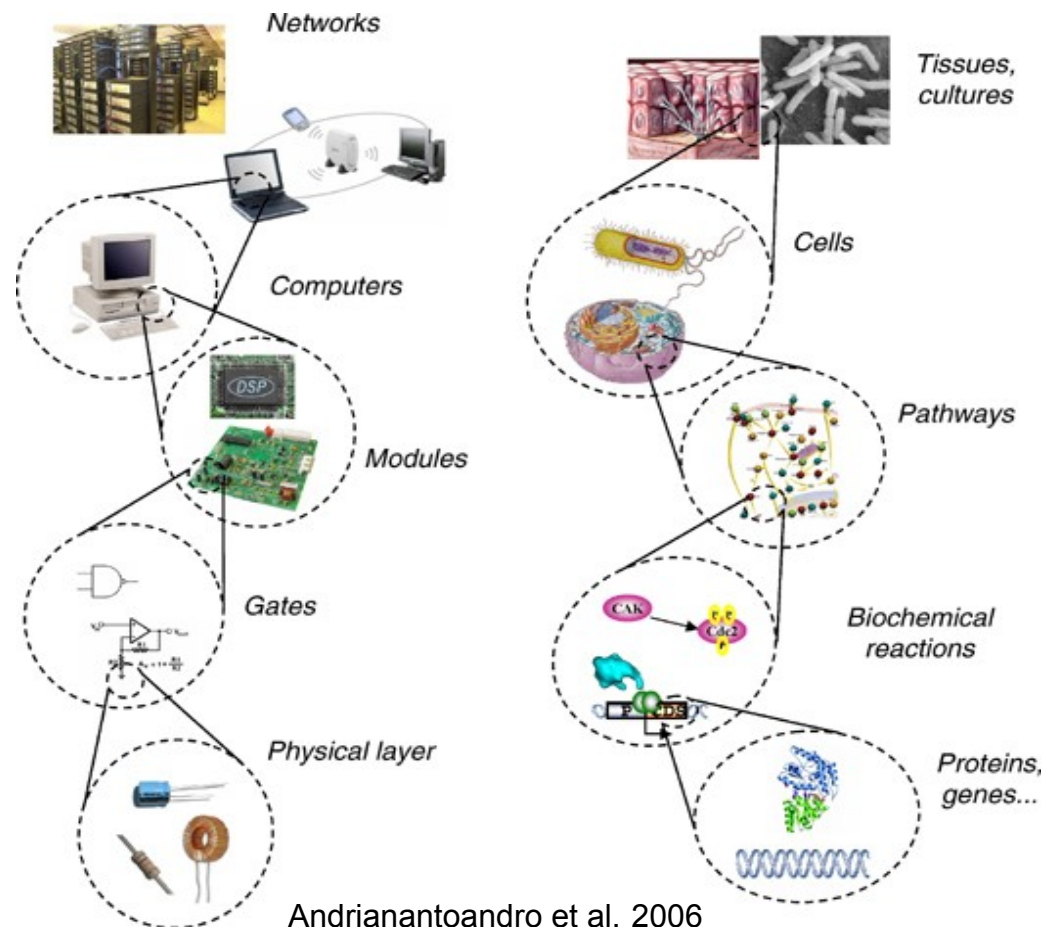 Networks
Computers
DSP
Modules
Gates
Physical layer
Tissues,
cultures
Cells
Pathways
CAK
Cdc2
Biochemical
reactions
P
CDS
Proteins,
genes...
Andrianantoandro et al. 2006